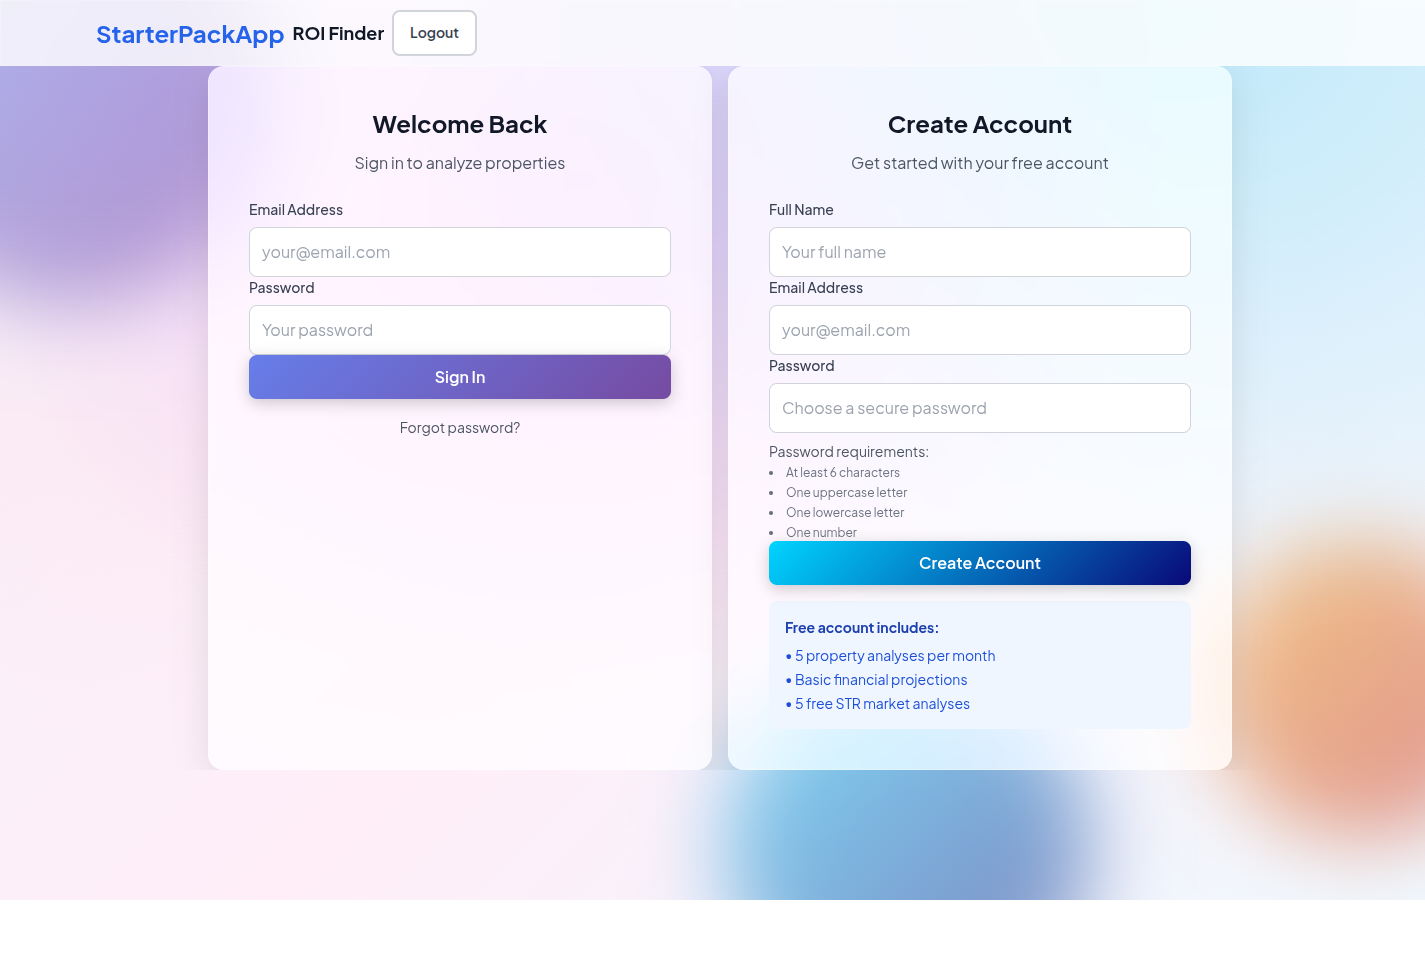 StarterPackApp ROI Finder Logout
Welcome Back
Sign in to analyze properties
Email Address
your@email.com
Password
Your password
Sign In
Forgot password?
Create Account
Get started with your free account
Full Name
Your full name
Email Address
your@email.com
Password
Choose a secure password
Password requirements:
• At least 6 characters
• One uppercase letter
• One lowercase letter
• One number
Create Account
Free account includes:
• 5 property analyses per month
• Basic financial projections
• 5 free STR market analyses